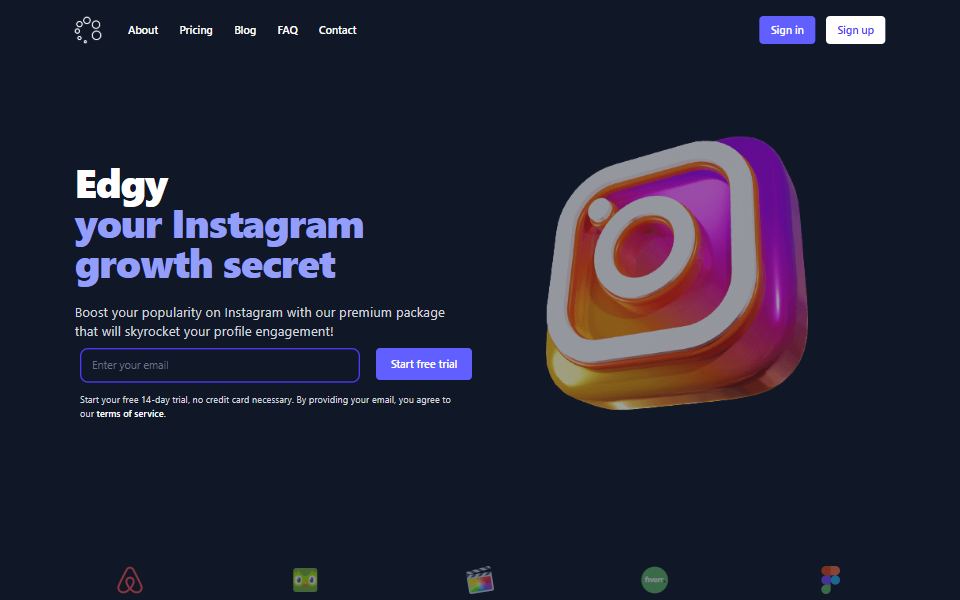 About Pricing Blog FAQ Contact Sign in Sign up
Edgy
your Instagram
growth secret
Boost your popularity on Instagram with our premium package
that will skyrocket your profile engagement!
Enter your email
Start free trial
Start your free 14-day trial, no credit card necessary. By providing your email, you agree to
our terms of service.
fiverr